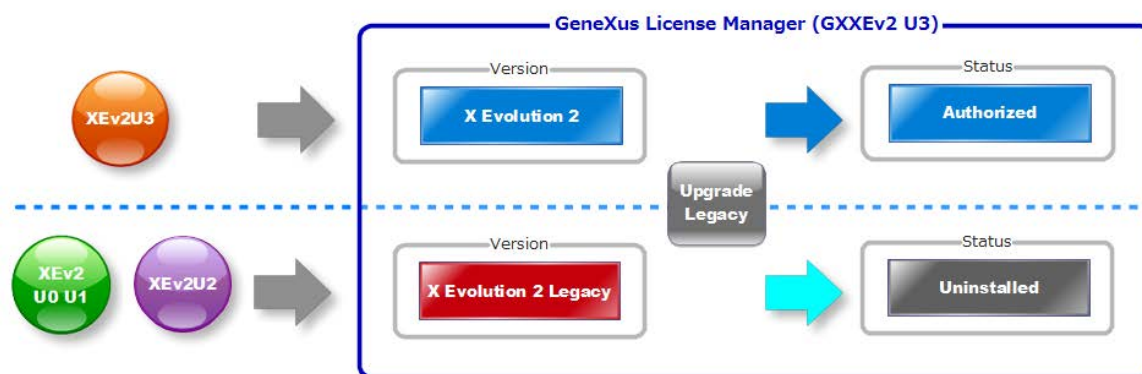 GeneXus License Manager (GXXEv2 U3)
Version
Status
XEv2U3
X Evolution 2
Authorized
Upgrade
Legacy
Version
Status
XEv2
U0 U1
XEv2U2
X Evolution 2 Legacy
Uninstalled